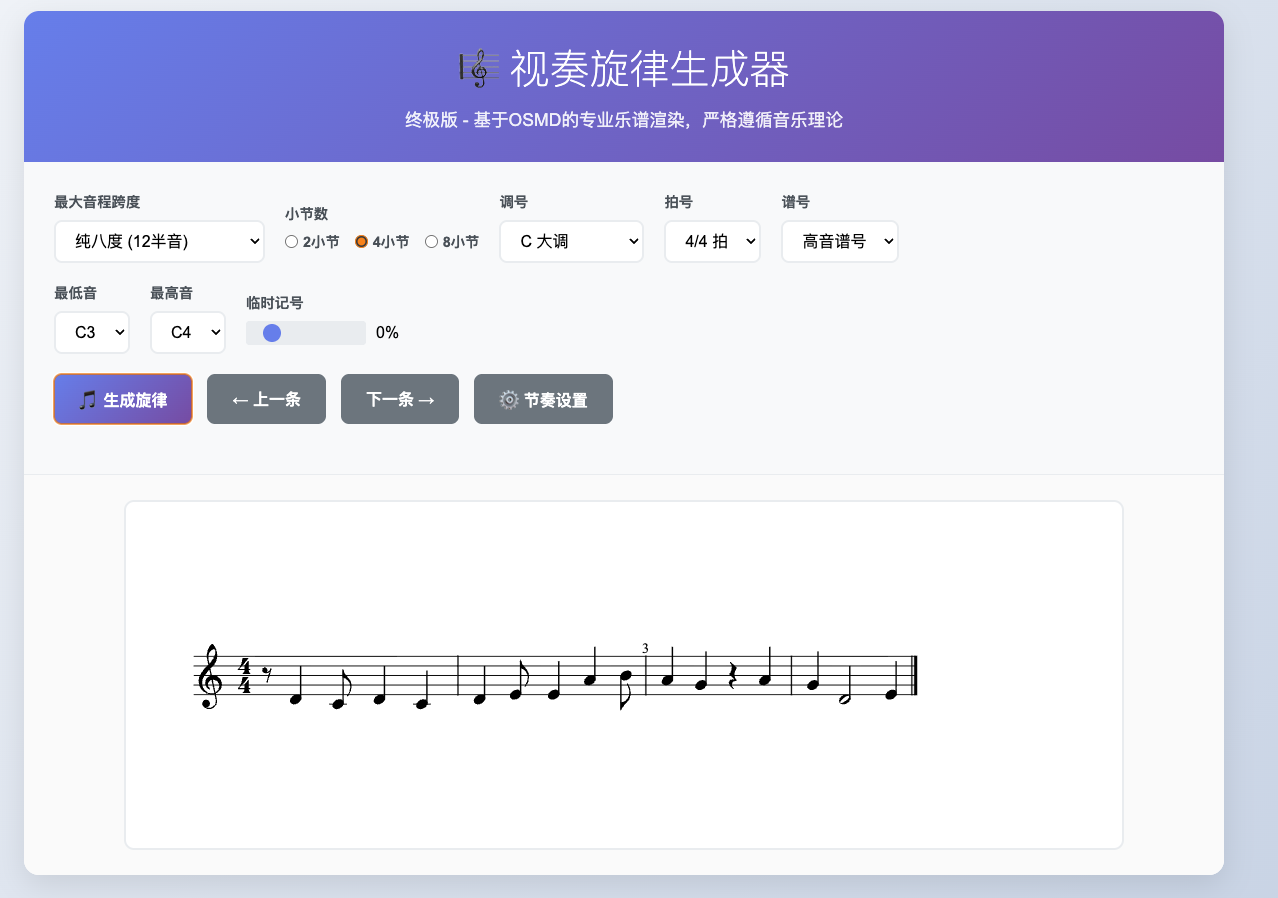 🎼 视奏旋律生成器
终极版 - 基于OSMD的专业乐谱渲染，严格遵循音乐理论
最大音程跨度
纯八度 (12半音)
小节数
2小节 4小节 8小节
调号
C 大调
拍号
4/4 拍
谱号
高音谱号
最低音
C3
最高音
C4
临时记号
0%
🎵 生成旋律
← 上一条
下一条 →
⚙️ 节奏设置
3
4
4